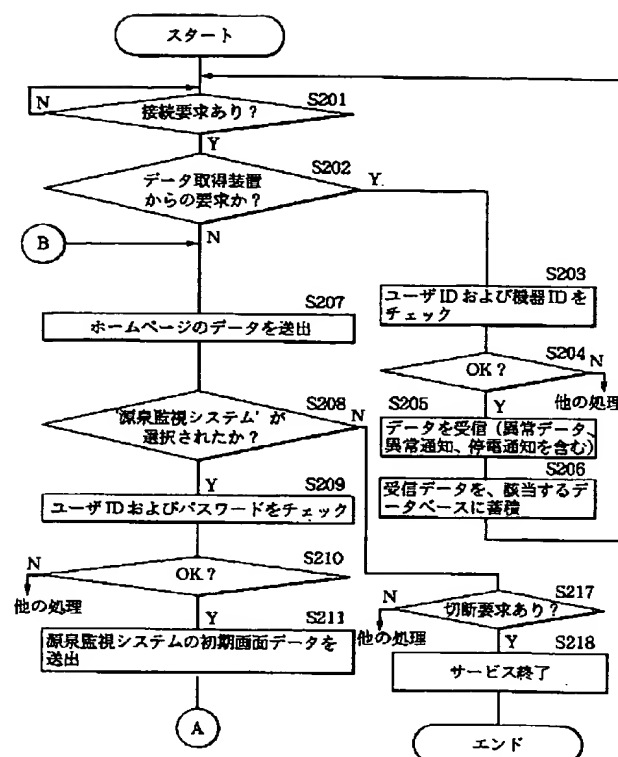 スタート
N
接続要求あり?
S201
Y
データ取得装置
からの要求か?
S202
Y
B
N
S207
ホームページのデータを送出
S203
ユーザIDおよび機器IDを
チェック
OK?
S204
N
他の処理
Y
S205
データを受信(異常データ、
異常通知、停電通知を含む)
S206
受信データを、該当するデ
ータベースに蓄積
'源泉監視システム'が
選択されたか?
S208
N
Y
S209
ユーザIDおよびパスワードをチェック
N
OK?
S210
他の処理
Y
S211
源泉監視システムの初期画面データを
送出
A
N
切断要求あり?
S217
他の処理
Y
S218
サービス終了
エンド